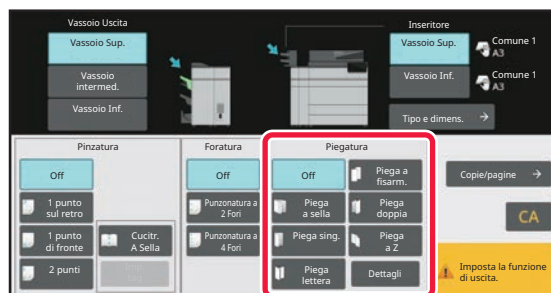 Vassoio Uscita
Vassoio Sup.
Vassoio
intermed.
Vassoio Inf.
Inseritore
Vassoio Sup.
Comune 1
A3
Vassoio Inf.
Comune 1
A3
Tipo e dimens.
Pinzatura
Off
1 punto
sul retro
1 punto
di fronte
2 punti
Cucitr.
A Sella
Foratura
Off
Punzonatura a
2 Fori
Punzonatura a
4 Fori
Piegatura
Off
Piega a
fisarm.
Piega
a sella
Piega
doppia
Piega sing.
Piega
a Z
Piega
lettera
Dettagli
Copie/pagine
CA
Imposta la funzione
di uscita.